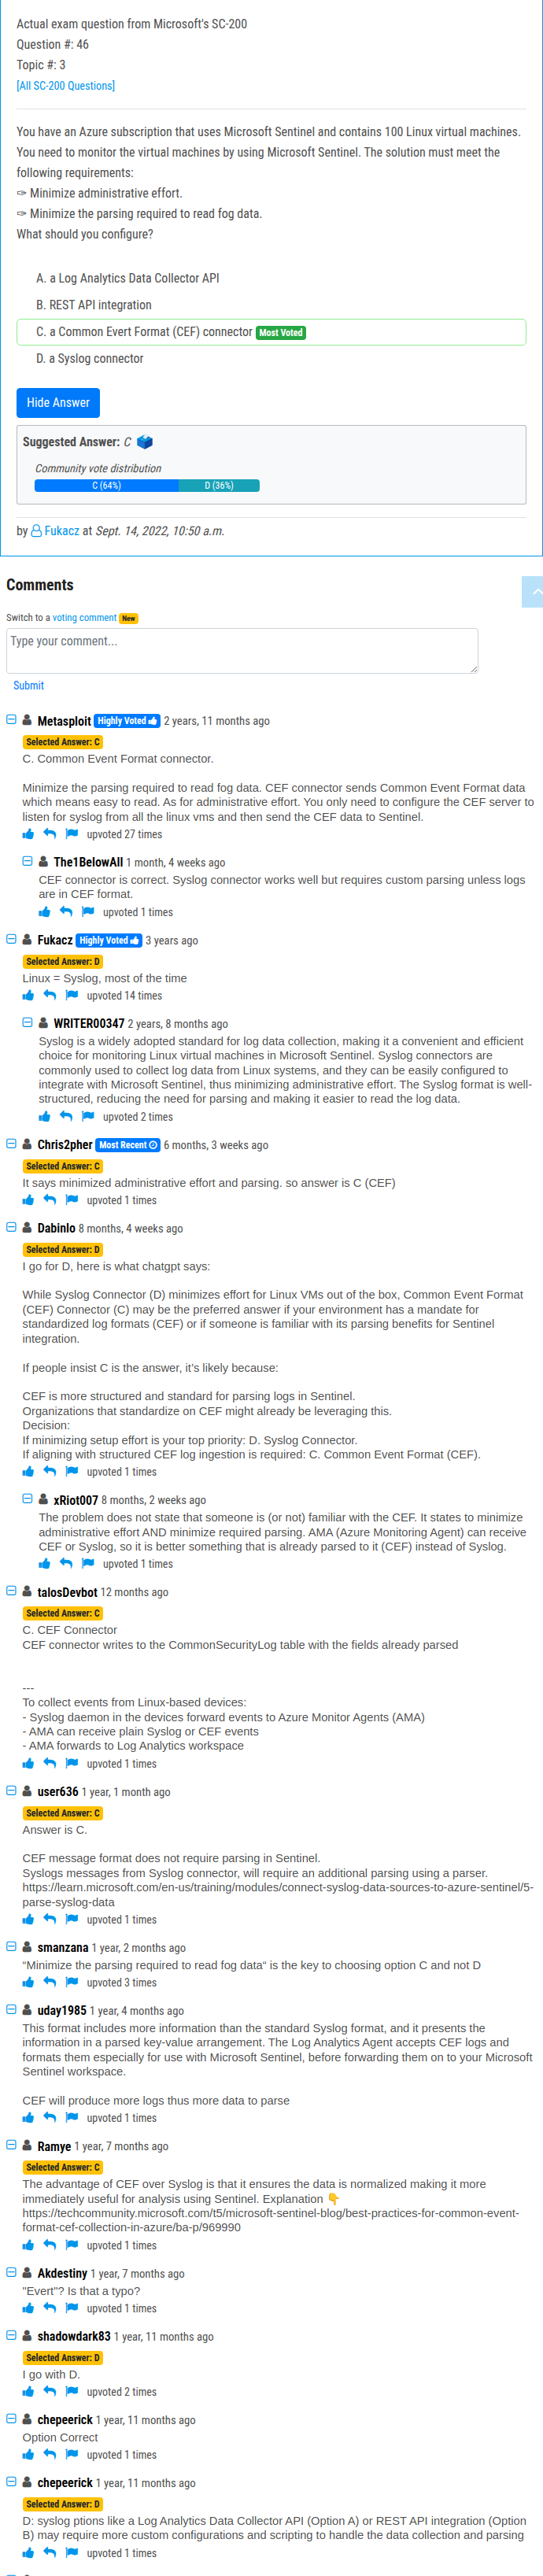 Actual exam question from Microsoft's SC-200
Question #: 46
Topic #: 3
[All SC-200 Questions]
You have an Azure subscription that uses Microsoft Sentinel and contains 100 Linux virtual machines.
You need to monitor the virtual machines by using Microsoft Sentinel. The solution must meet the
following requirements:
✑ Minimize administrative effort.
✑ Minimize the parsing required to read fog data.
What should you configure?
A. a Log Analytics Data Collector API
B. REST API integration
C. a Common Evert Format (CEF) connector Most Voted
D. a Syslog connector
Hide Answer
Suggested Answer: C
Community vote distribution
C (64%) D (36%)
by Fukacz at Sept. 14, 2022, 10:50 a.m.
Comments
Switch to a voting comment New
Type your comment...
Submit
Metasploit Highly Voted 2 years, 11 months ago
Selected Answer: C
C. Common Event Format connector.
Minimize the parsing required to read fog data. CEF connector sends Common Event Format data
which means easy to read. As for administrative effort. You only need to configure the CEF server to
listen for syslog from all the linux vms and then send the CEF data to Sentinel.
upvoted 27 times
The1BelowAll 1 month, 4 weeks ago
CEF connector is correct. Syslog connector works well but requires custom parsing unless logs
are in CEF format.
upvoted 1 times
Fukacz Highly Voted 3 years ago
Selected Answer: D
Linux = Syslog, most of the time
upvoted 14 times
WRITER00347 2 years, 8 months ago
Syslog is a widely adopted standard for log data collection, making it a convenient and efficient
choice for monitoring Linux virtual machines in Microsoft Sentinel. Syslog connectors are
commonly used to collect log data from Linux systems, and they can be easily configured to
integrate with Microsoft Sentinel, thus minimizing administrative effort. The Syslog format is well-
structured, reducing the need for parsing and making it easier to read the log data.
upvoted 2 times
Chris2pher Most Recent 6 months, 3 weeks ago
Selected Answer: C
It says minimized administrative effort and parsing. so answer is C (CEF)
upvoted 1 times
Dabinlo 8 months, 4 weeks ago
Selected Answer: D
I go for D, here is what chatgpt says:
While Syslog Connector (D) minimizes effort for Linux VMs out of the box, Common Event Format
(CEF) Connector (C) may be the preferred answer if your environment has a mandate for
standardized log formats (CEF) or if someone is familiar with its parsing benefits for Sentinel
integration.
If people insist C is the answer, it's likely because:
CEF is more structured and standard for parsing logs in Sentinel.
Organizations that standardize on CEF might already be leveraging this.
Decision:
If minimizing setup effort is your top priority: D. Syslog Connector.
If aligning with structured CEF log ingestion is required: C. Common Event Format (CEF).
upvoted 1 times
xRiot007 8 months, 2 weeks ago
The problem does not state that someone is (or not) familiar with the CEF. It states to minimize
administrative effort AND minimize required parsing. AMA (Azure Monitoring Agent) can receive
CEF or Syslog, so it is better something that is already parsed to it (CEF) instead of Syslog.
upvoted 1 times
talosDevbot 12 months ago
Selected Answer: C
C. CEF Connector
CEF connector writes to the CommonSecurityLog table with the fields already parsed
---
To collect events from Linux-based devices:
- Syslog daemon in the devices forward events to Azure Monitor Agents (AMA)
- AMA can receive plain Syslog or CEF events
- AMA forwards to Log Analytics workspace
upvoted 1 times
user636 1 year, 1 month ago
Selected Answer: C
Answer is C.
CEF message format does not require parsing in Sentinel.
Syslogs messages from Syslog connector, will require an additional parsing using a parser.
https://learn.microsoft.com/en-us/training/modules/connect-syslog-data-sources-to-azure-sentinel/5-
parse-syslog-data
upvoted 1 times
smanzana 1 year, 2 months ago
“Minimize the parsing required to read fog data“ is the key to choosing option C and not D
upvoted 3 times
uday1985 1 year, 4 months ago
This format includes more information than the standard Syslog format, and it presents the
information in a parsed key-value arrangement. The Log Analytics Agent accepts CEF logs and
formats them especially for use with Microsoft Sentinel, before forwarding them on to your Microsoft
Sentinel workspace.
CEF will produce more logs thus more data to parse
upvoted 1 times
Ramye 1 year, 7 months ago
Selected Answer: C
The advantage of CEF over Syslog is that it ensures the data is normalized making it more
immediately useful for analysis using Sentinel. Explanation 👇
https://techcommunity.microsoft.com/t5/microsoft-sentinel-blog/best-practices-for-common-event-
format-cef-collection-in-azure/ba-p/969990
upvoted 1 times
Akdestiny 1 year, 7 months ago
"Evert"? Is that a typo?
upvoted 1 times
shadowdark83 1 year, 11 months ago
Selected Answer: D
I go with D.
upvoted 2 times
chepeerick 1 year, 11 months ago
Option Correct
upvoted 1 times
chepeerick 1 year, 11 months ago
Selected Answer: D
D: syslog ptions like a Log Analytics Data Collector API (Option A) or REST API integration (Option
B) may require more custom configurations and scripting to handle the data collection and parsing
upvoted 1 times